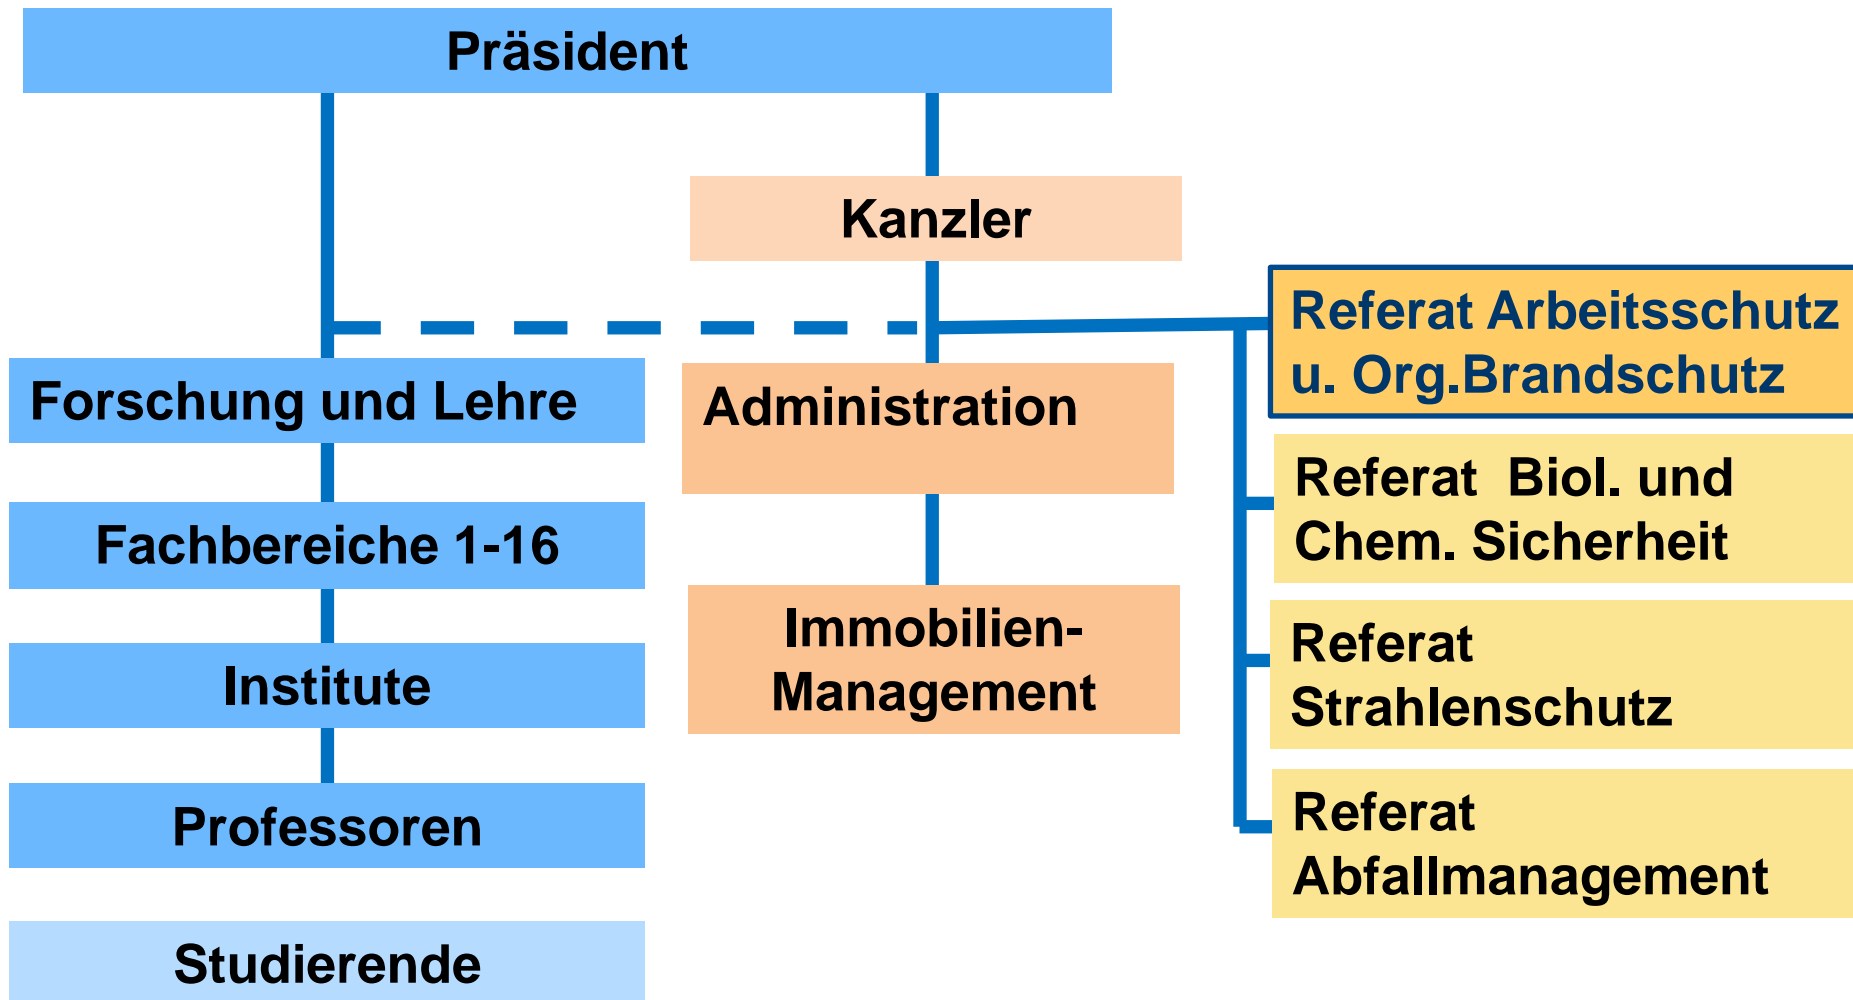 Präsident
Kanzler
Referat Arbeitsschutz
u. Org.Brandschutz
Forschung und Lehre
Administration
Referat  Biol. und
Chem. Sicherheit
Fachbereiche 1-16
Immobilien-
Management
Referat
Strahlenschutz
Institute
Professoren
Referat
Abfallmanagement
Studierende